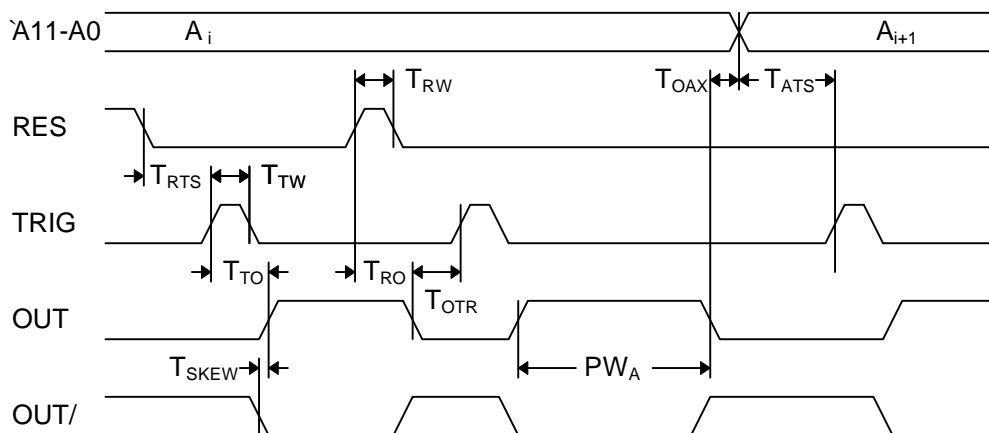 `A11-A0 A i A i+1
T RW T OAX T ATS
RES
T RTS T TW
TRIG
T TO T RO T OTR
OUT
T SKEW PW A
OUT/